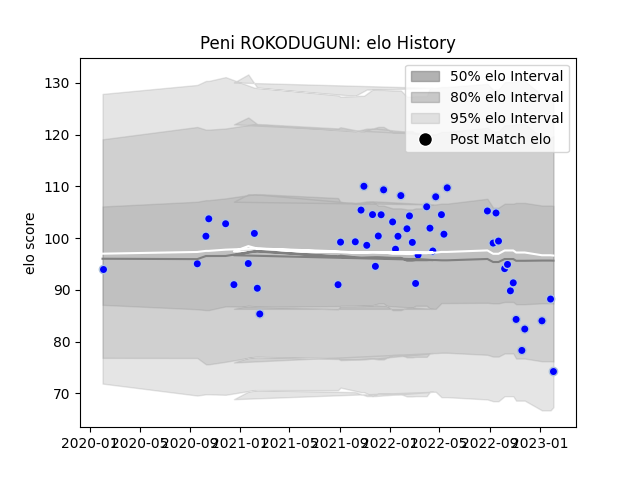 Peni ROKODUGUNI: elo History
50% elo Interval
80% elo Interval
95% elo Interval
Post Match elo
elo score
130
120
110
100
90
80
70
2020-01 2020-05 2020-09 2021-01 2021-05 2021-09 2022-01 2022-05 2022-09 2023-01